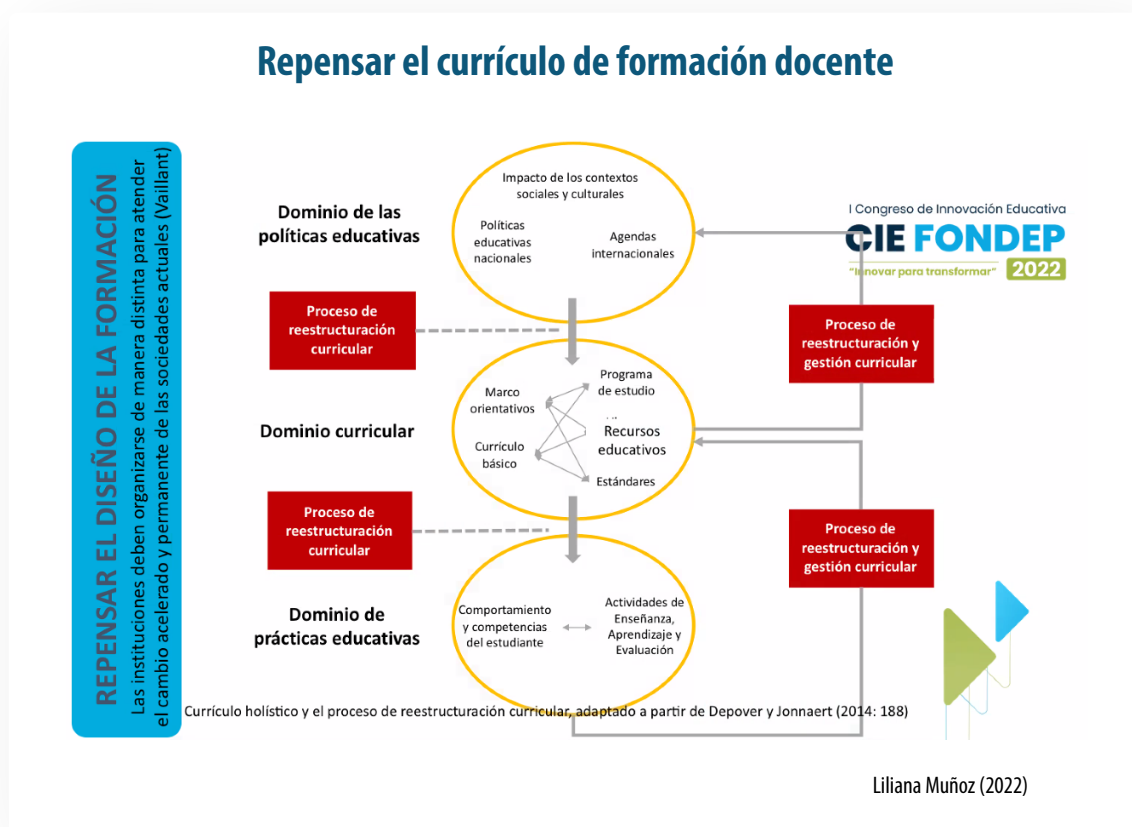 Repensar el currículo de formación docente
REPENSAR EL DISEÑO DE LA FORMACIÓN
Las instituciones deben organizarse de manera distinta para atender
el cambio acelerado y permanente de las sociedades actuales (Vaillant)
Dominio de las
políticas educativas
Impacto de los contextos
sociales y culturales
Políticas
educativas
nacionales
Agendas
internacionales
I Congreso de Innovación Educativa
CIE FONDEP
"Innovar para transformar" 2022
Proceso de
reestructuración
curricular
Proceso de
reestructuración y
gestión curricular
Dominio curricular
Marco
orientativos
Programa
de estudio
Currículo
básico
Recursos
educativos
Estándares
Proceso de
reestructuración
curricular
Proceso de
reestructuración y
gestión curricular
Dominio de
prácticas educativas
Comportamiento
y competencias
del estudiante
Actividades de
Enseñanza,
Aprendizaje y
Evaluación
Currículo holístico y el proceso de reestructuración curricular, adaptado a partir de Depover y Jonnaert (2014: 188)
Liliana Muñoz (2022)